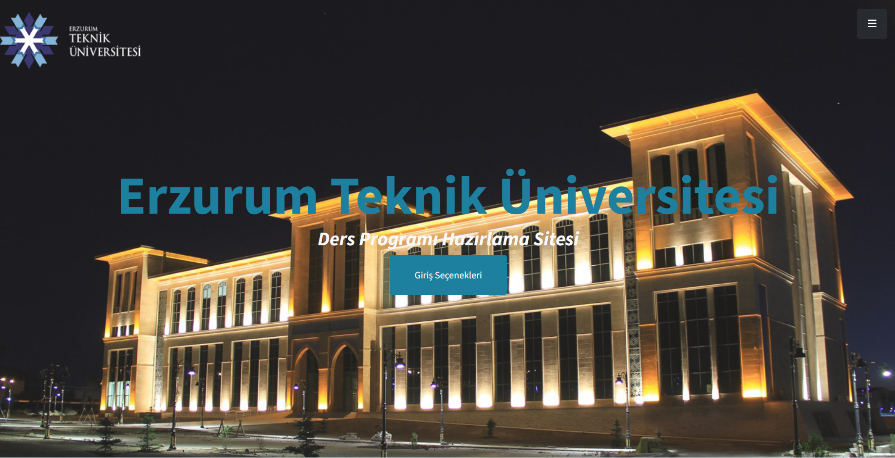 ERZURUM
TEKNİK
ÜNİVERSİTESİ
Erzurum Teknik Üniversitesi
Ders Programı Hazırlama Sitesi
Giriş Seçenekleri